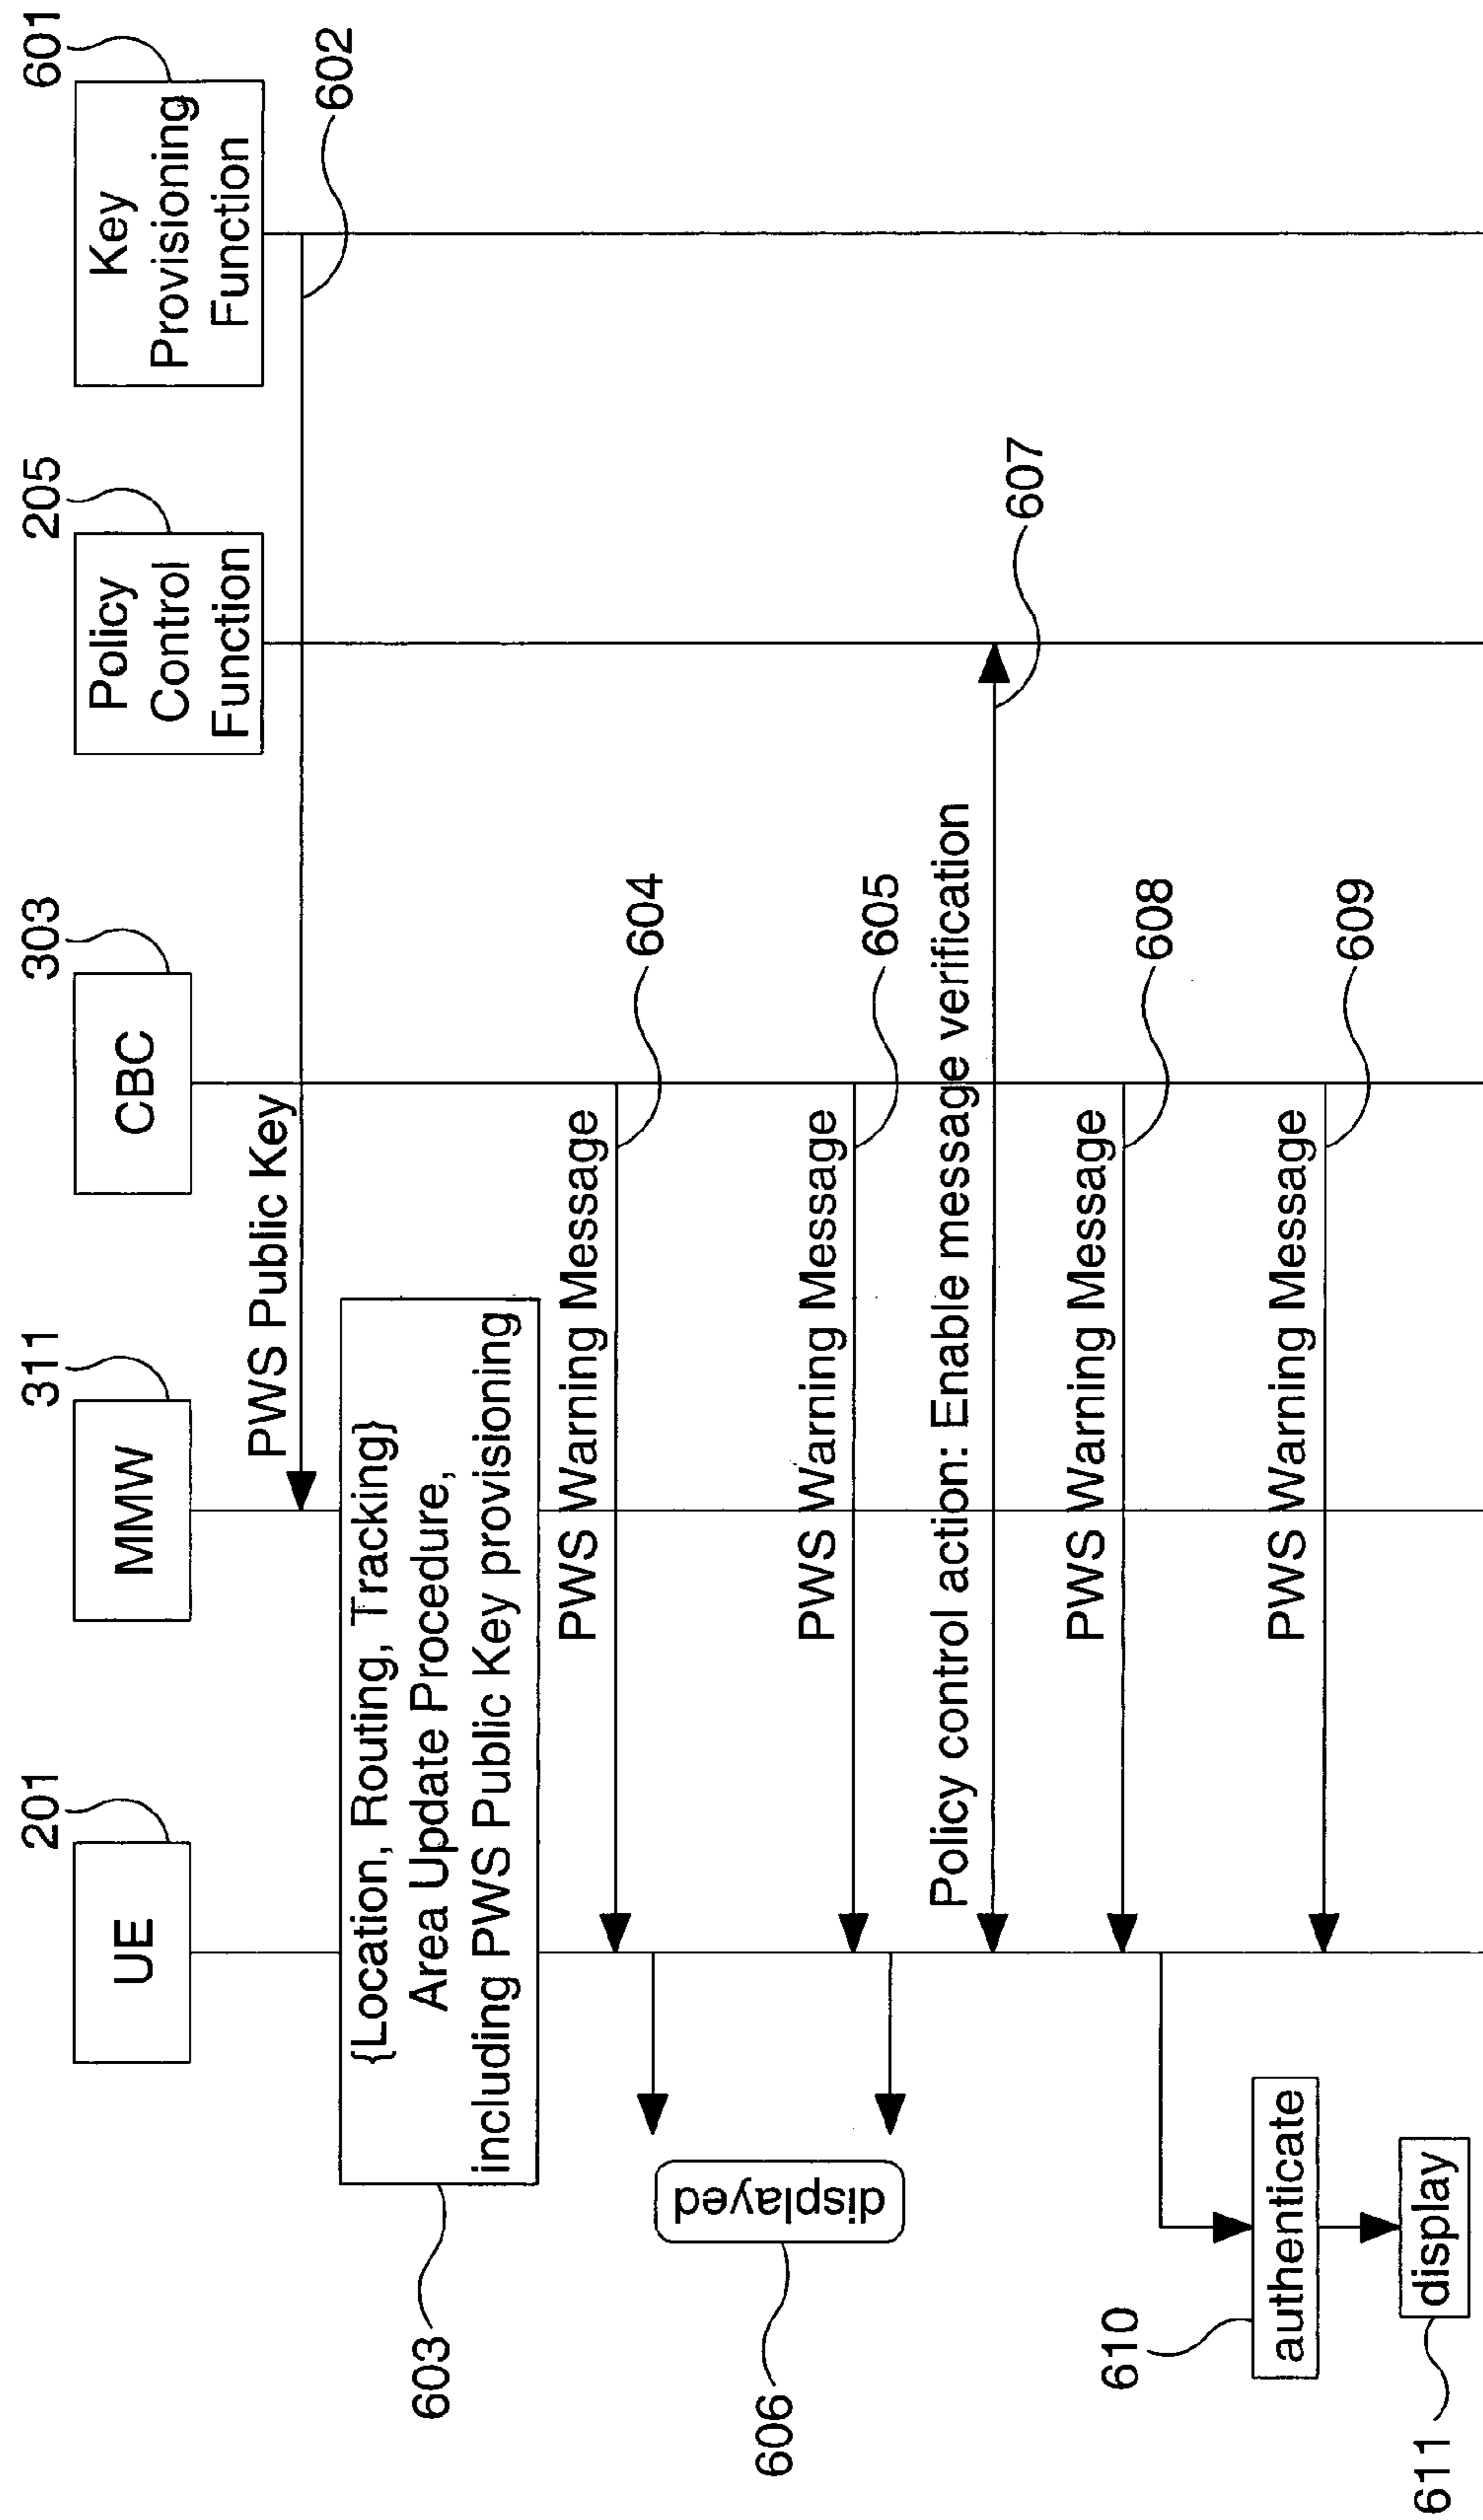 201
UE
311
MMW
303
CBC
205
Policy
Control
Function
601
Key
Provisioning
Function
PWS Public Key
602
603
{Location, Routing, Tracking}
Area Update Procedure,
including PWS Public Key provisioning
PWS Warning Message
604
606
displayed
PWS Warning Message
605
Policy control action: Enable message verification
607
PWS Warning Message
608
610
authenticate
PWS Warning Message
609
611
display